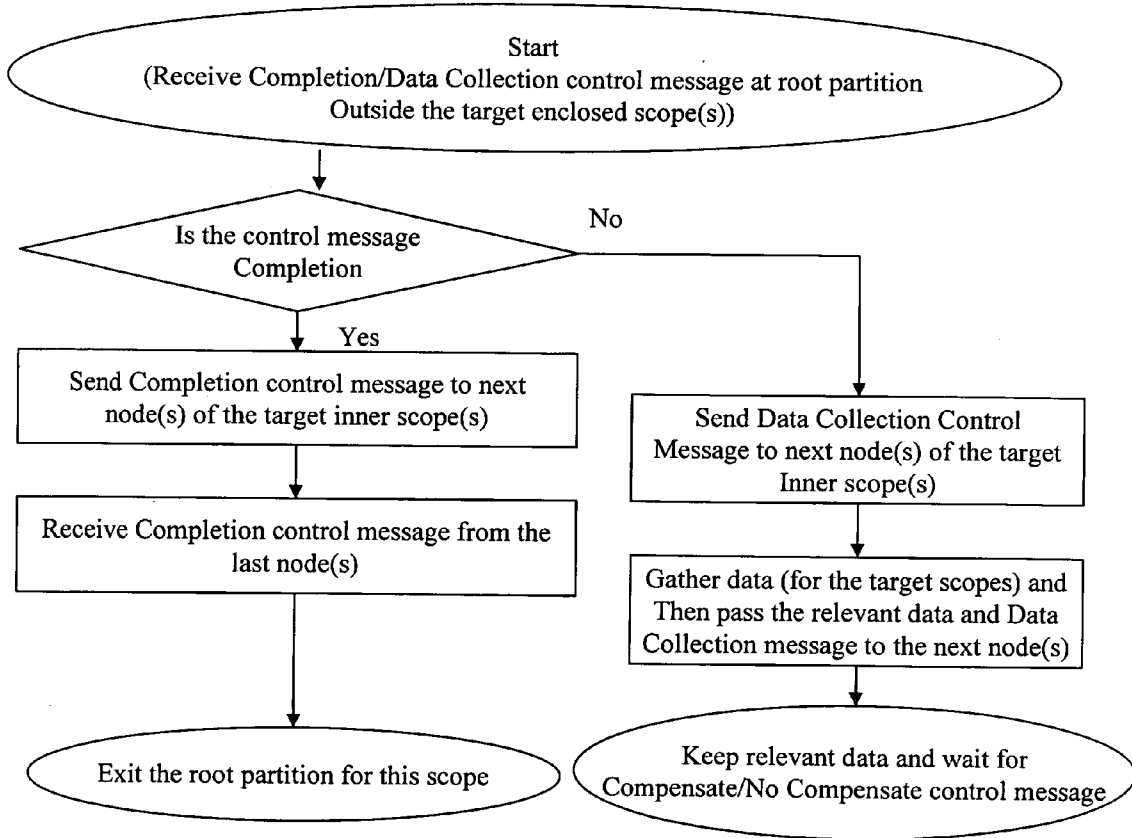 Start
(Receive Completion/Data Collection control message at root partition
Outside the target enclosed scope(s))
Is the control message
Completion
No
Yes
Send Completion control message to next
node(s) of the target inner scope(s)
Receive Completion control message from the
last node(s)
Exit the root partition for this scope
Send Data Collection Control
Message to next node(s) of the target
Inner scope(s)
Gather data (for the target scopes) and
Then pass the relevant data and Data
Collection message to the next node(s)
Keep relevant data and wait for
Compensate/No Compensate control message